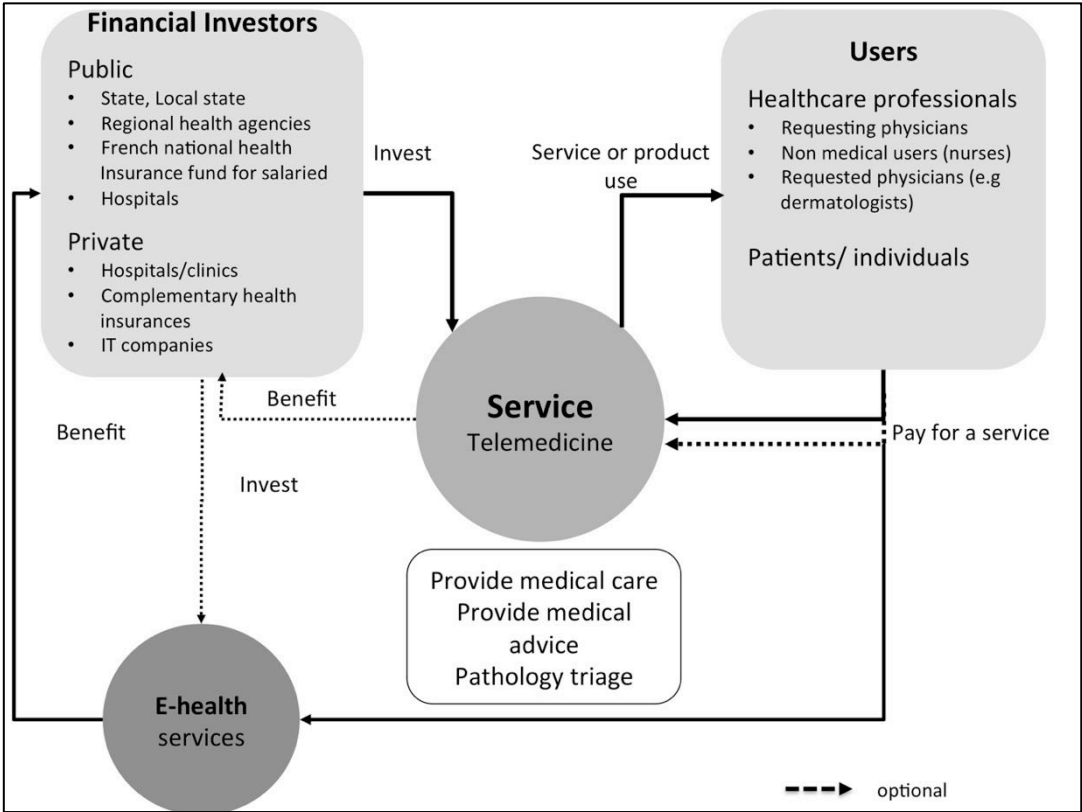 Financial Investors
Public
• State, Local state
• Regional health agencies
• French national health
Insurance fund for salaried
• Hospitals
Private
• Hospitals/clinics
• Complementary health
insurances
• IT companies
Invest
Service or product
use
Users
Healthcare professionals
• Requesting physicians
• Non medical users (nurses)
• Requested physicians (e.g
dermatologists)
Patients/ individuals
Benefit
Benefit
Invest
Service
Telemedicine
Pay for a service
Provide medical care
Provide medical
advice
Pathology triage
E-health
services
optional